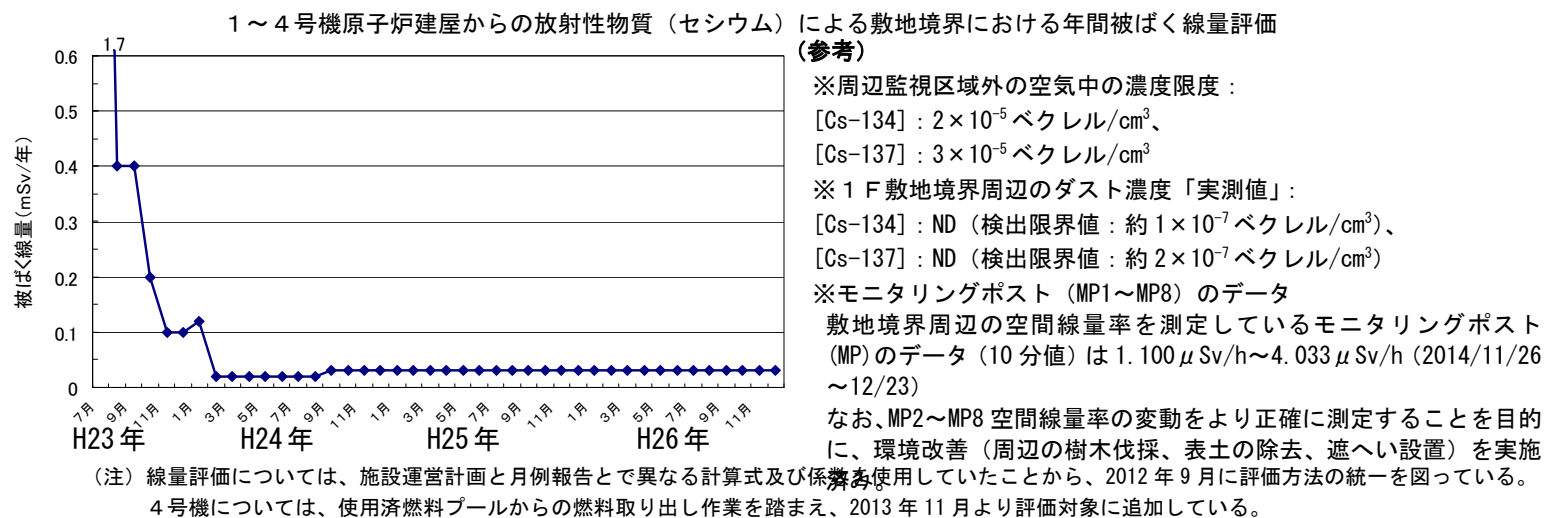 １～４号機原子炉建屋からの放射性物質（セシウム）による敷地境界における年間被ばく線量評価
1.7
0.6
0.5
0.4
0.3
0.2
0.1
0
被ばく線量(mSv/年)
7月 9月 11月 1月 3月 5月 7月 9月 11月 1月 3月 5月 7月 9月 11月 1月 3月 5月 7月 9月 11月
H23年 H24年 H25年 H26年
(参考)
※周辺監視区域外の空気中の濃度限度：
[Cs-134]：2×10⁻⁵ベクレル/cm³、
[Cs-137]：3×10⁻⁵ベクレル/cm³
※１Ｆ敷地境界周辺のダスト濃度「実測値」：
[Cs-134]：ND（検出限界値：約1×10⁻⁷ベクレル/cm³）、
[Cs-137]：ND（検出限界値：約2×10⁻⁷ベクレル/cm³）
※モニタリングポスト（MP1～MP8）のデータ
敷地境界周辺の空間線量率を測定しているモニタリングポスト
(MP)のデータ（10分値）は1.100μSv/h～4.033μSv/h（2014/11/26
～12/23）
なお、MP2～MP8空間線量率の変動をより正確に測定することを目的
に、環境改善（周辺の樹木伐採、表土の除去、遮へい設置）を実施
済み。
（注）線量評価については、施設運営計画と月例報告とで異なる計算式及び係数を使用していたことから、2012年9月に評価方法の統一を図っている。
４号機については、使用済燃料プールからの燃料取り出し作業を踏まえ、2013年11月より評価対象に追加している。